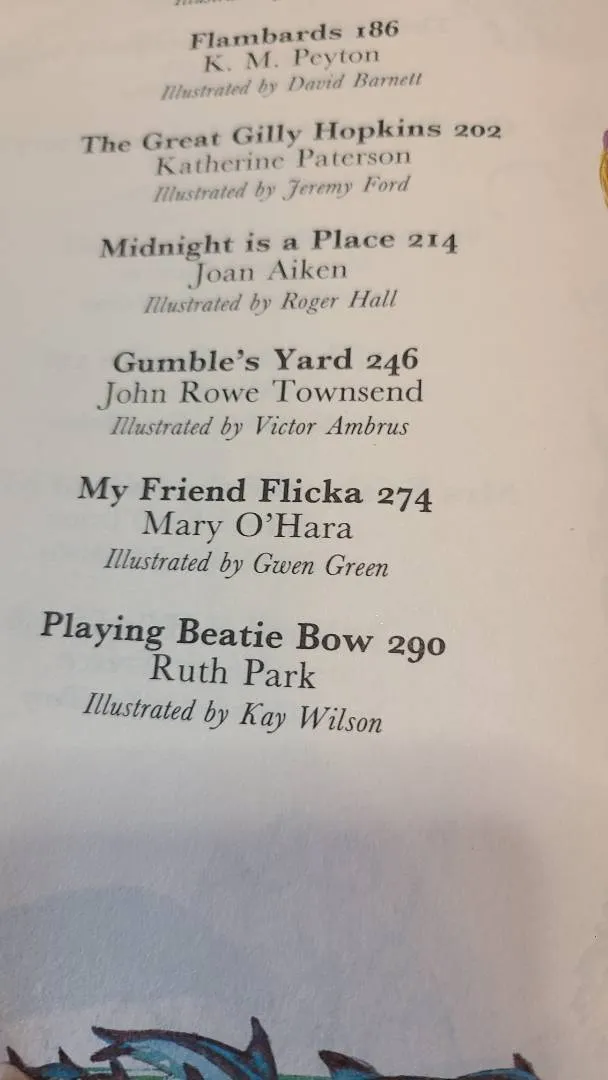 Flambards 186
K. M. Peyton
Illustrated by David Barnett
The Great Gilly Hopkins 202
Katherine Paterson
Illustrated by Jeremy Ford
Midnight is a Place 214
Joan Aiken
Illustrated by Roger Hall
Gumble's Yard 246
John Rowe Townsend
Illustrated by Victor Ambrus
My Friend Flicka 274
Mary O'Hara
Illustrated by Gwen Green
Playing Beatie Bow 290
Ruth Park
Illustrated by Kay Wilson